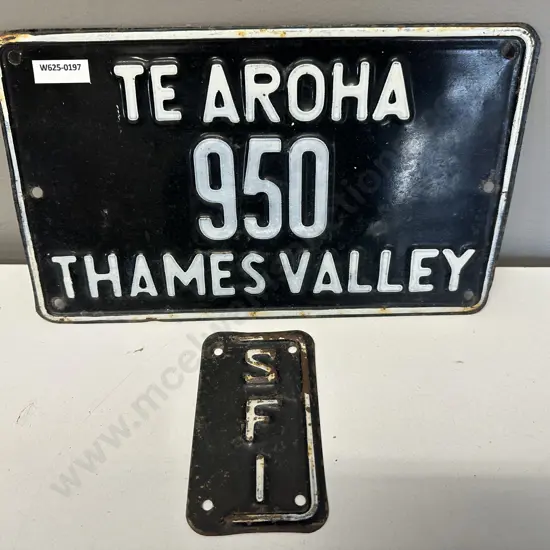 W625-0197
TE AROHA
950
THAMES VALLEY
S
F
I